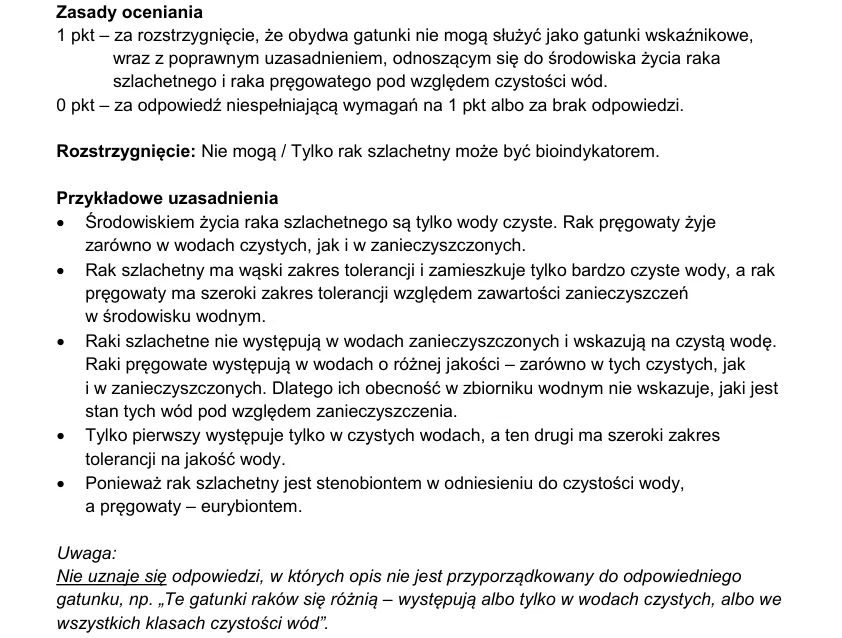 Zasady oceniania
1 pkt – za rozstrzygnięcie, że obydwa gatunki nie mogą służyć jako gatunki wskaźnikowe,
wraz z poprawnym uzasadnieniem, odnoszącym się do środowiska życia raka
szlachetnego i raka pręgowatego pod względem czystości wód.
0 pkt – za odpowiedź niespełniającą wymagań na 1 pkt albo za brak odpowiedzi.
Rozstrzygnięcie: Nie mogą / Tylko rak szlachetny może być bioindykatorem.
Przykładowe uzasadnienia
• Środowiskiem życia raka szlachetnego są tylko wody czyste. Rak pręgowaty żyje
zarówno w wodach czystych, jak i w zanieczyszczonych.
• Rak szlachetny ma wąski zakres tolerancji i zamieszkuje tylko bardzo czyste wody, a rak
pręgowaty ma szeroki zakres tolerancji względem zawartości zanieczyszczeń
w środowisku wodnym.
• Raki szlachetne nie występują w wodach zanieczyszczonych i wskazują na czystą wodę.
Raki pręgowate występują w wodach o różnej jakości – zarówno w tych czystych, jak
i w zanieczyszczonych. Dlatego ich obecność w zbiorniku wodnym nie wskazuje, jaki jest
stan tych wód pod względem zanieczyszczenia.
• Tylko pierwszy występuje tylko w czystych wodach, a ten drugi ma szeroki zakres
tolerancji na jakość wody.
• Ponieważ rak szlachetny jest stenobiontem w odniesieniu do czystości wody,
a pręgowaty – eurybiontem.
Uwaga:
Nie uznaje się odpowiedzi, w których opis nie jest przyporządkowany do odpowiedniego
gatunku, np. „Te gatunki raków się różnią – występują albo tylko w wodach czystych, albo we
wszystkich klasach czystości wód”.